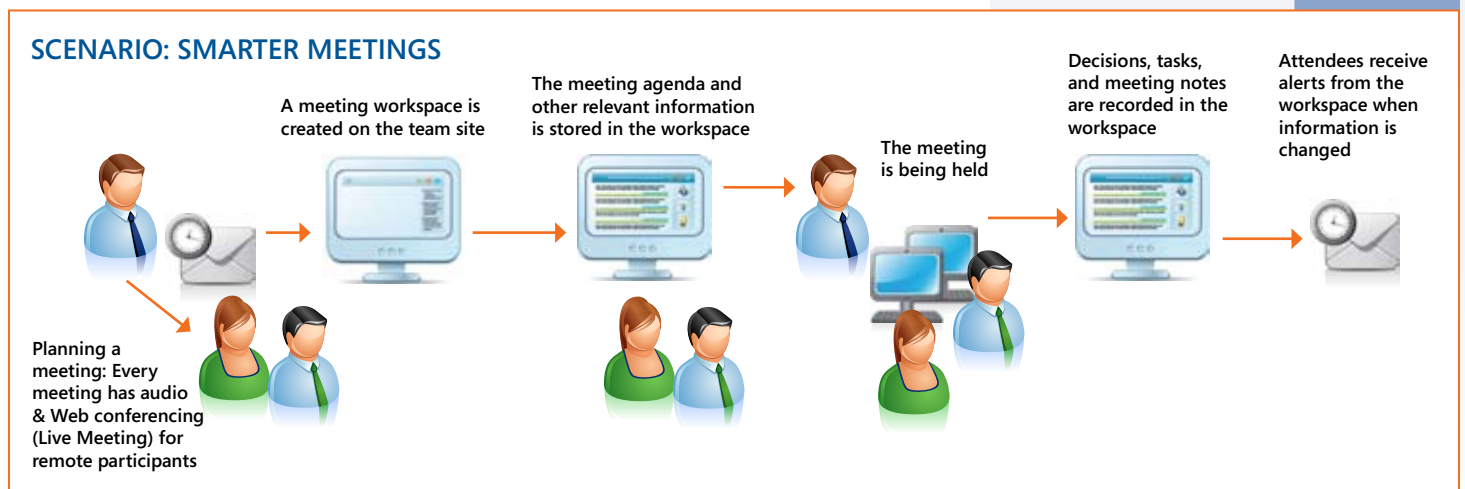 SCENARIO: SMARTER MEETINGS
Planning a
meeting: Every
meeting has audio
& Web conferencing
(Live Meeting) for
remote participants
A meeting workspace is
created on the team site
The meeting agenda and
other relevant information
is stored in the workspace
The meeting
is being held
Decisions, tasks,
and meeting notes
are recorded in the
workspace
Attendees receive
alerts from the
workspace when
information is
changed